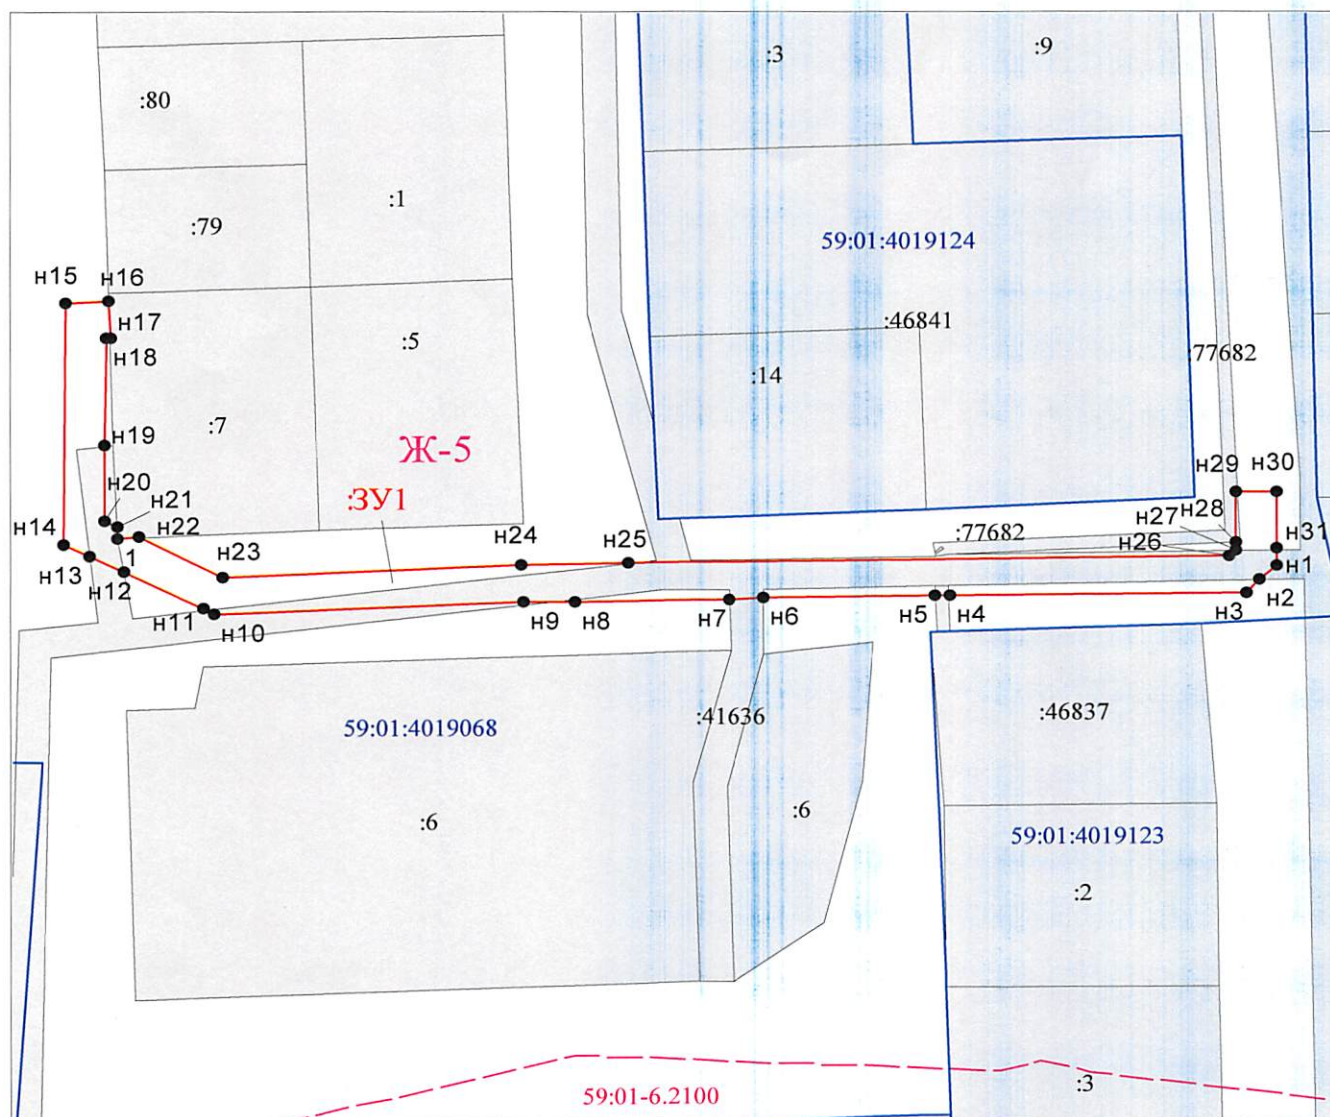 :3
:9
:80
:1
:79
59:01:4019124
н15
н16
н17
:46841
н18
:5
:77682
:14
:7
Ж-5
н19
н29
н30
:ЗУ1
н20
н21
н28
н14
н22
н27
:77682
н31
н24
н25
н26
н23
н13
1
н1
н12
н2
н11
н3
н10
н9
н8
н7
н6
н5
н4
:41636
:46837
59:01:4019068
:6
:6
59:01:4019123
:2
:3
59:01-6.2100